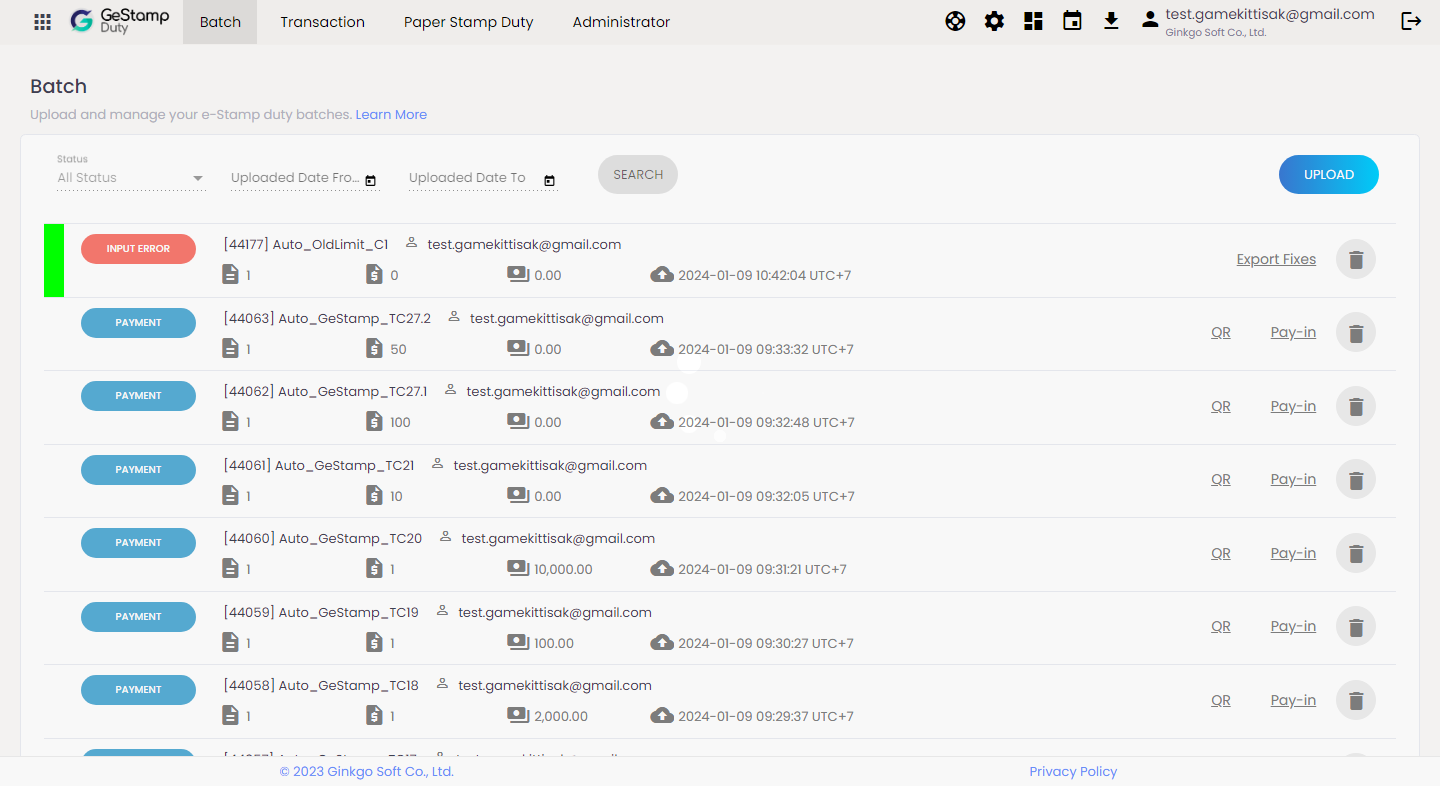 GeStamp
Duty
Batch
Transaction
Paper Stamp Duty
Administrator
test.gamekittisak@gmail.com
Ginkgo Soft Co., Ltd.
Batch
Upload and manage your e-Stamp duty batches. Learn More
Status
All Status
Uploaded Date Fro...
Uploaded Date To
SEARCH
UPLOAD
INPUT ERROR
[44177] Auto_OldLimit_C1 test.gamekittisak@gmail.com
1 0 0.00 2024-01-09 10:42:04 UTC+7
Export Fixes
PAYMENT
[44063] Auto_GeStamp_TC27.2 test.gamekittisak@gmail.com
1 50 0.00 2024-01-09 09:33:32 UTC+7
QR Pay-in
PAYMENT
[44062] Auto_GeStamp_TC27.1 test.gamekittisak@gmail.com
1 100 0.00 2024-01-09 09:32:48 UTC+7
QR Pay-in
PAYMENT
[44061] Auto_GeStamp_TC21 test.gamekittisak@gmail.com
1 10 0.00 2024-01-09 09:32:05 UTC+7
QR Pay-in
PAYMENT
[44060] Auto_GeStamp_TC20 test.gamekittisak@gmail.com
1 1 10,000.00 2024-01-09 09:31:21 UTC+7
QR Pay-in
PAYMENT
[44059] Auto_GeStamp_TC19 test.gamekittisak@gmail.com
1 1 100.00 2024-01-09 09:30:27 UTC+7
QR Pay-in
PAYMENT
[44058] Auto_GeStamp_TC18 test.gamekittisak@gmail.com
1 1 2,000.00 2024-01-09 09:29:37 UTC+7
QR Pay-in
© 2023 Ginkgo Soft Co., Ltd.
Privacy Policy